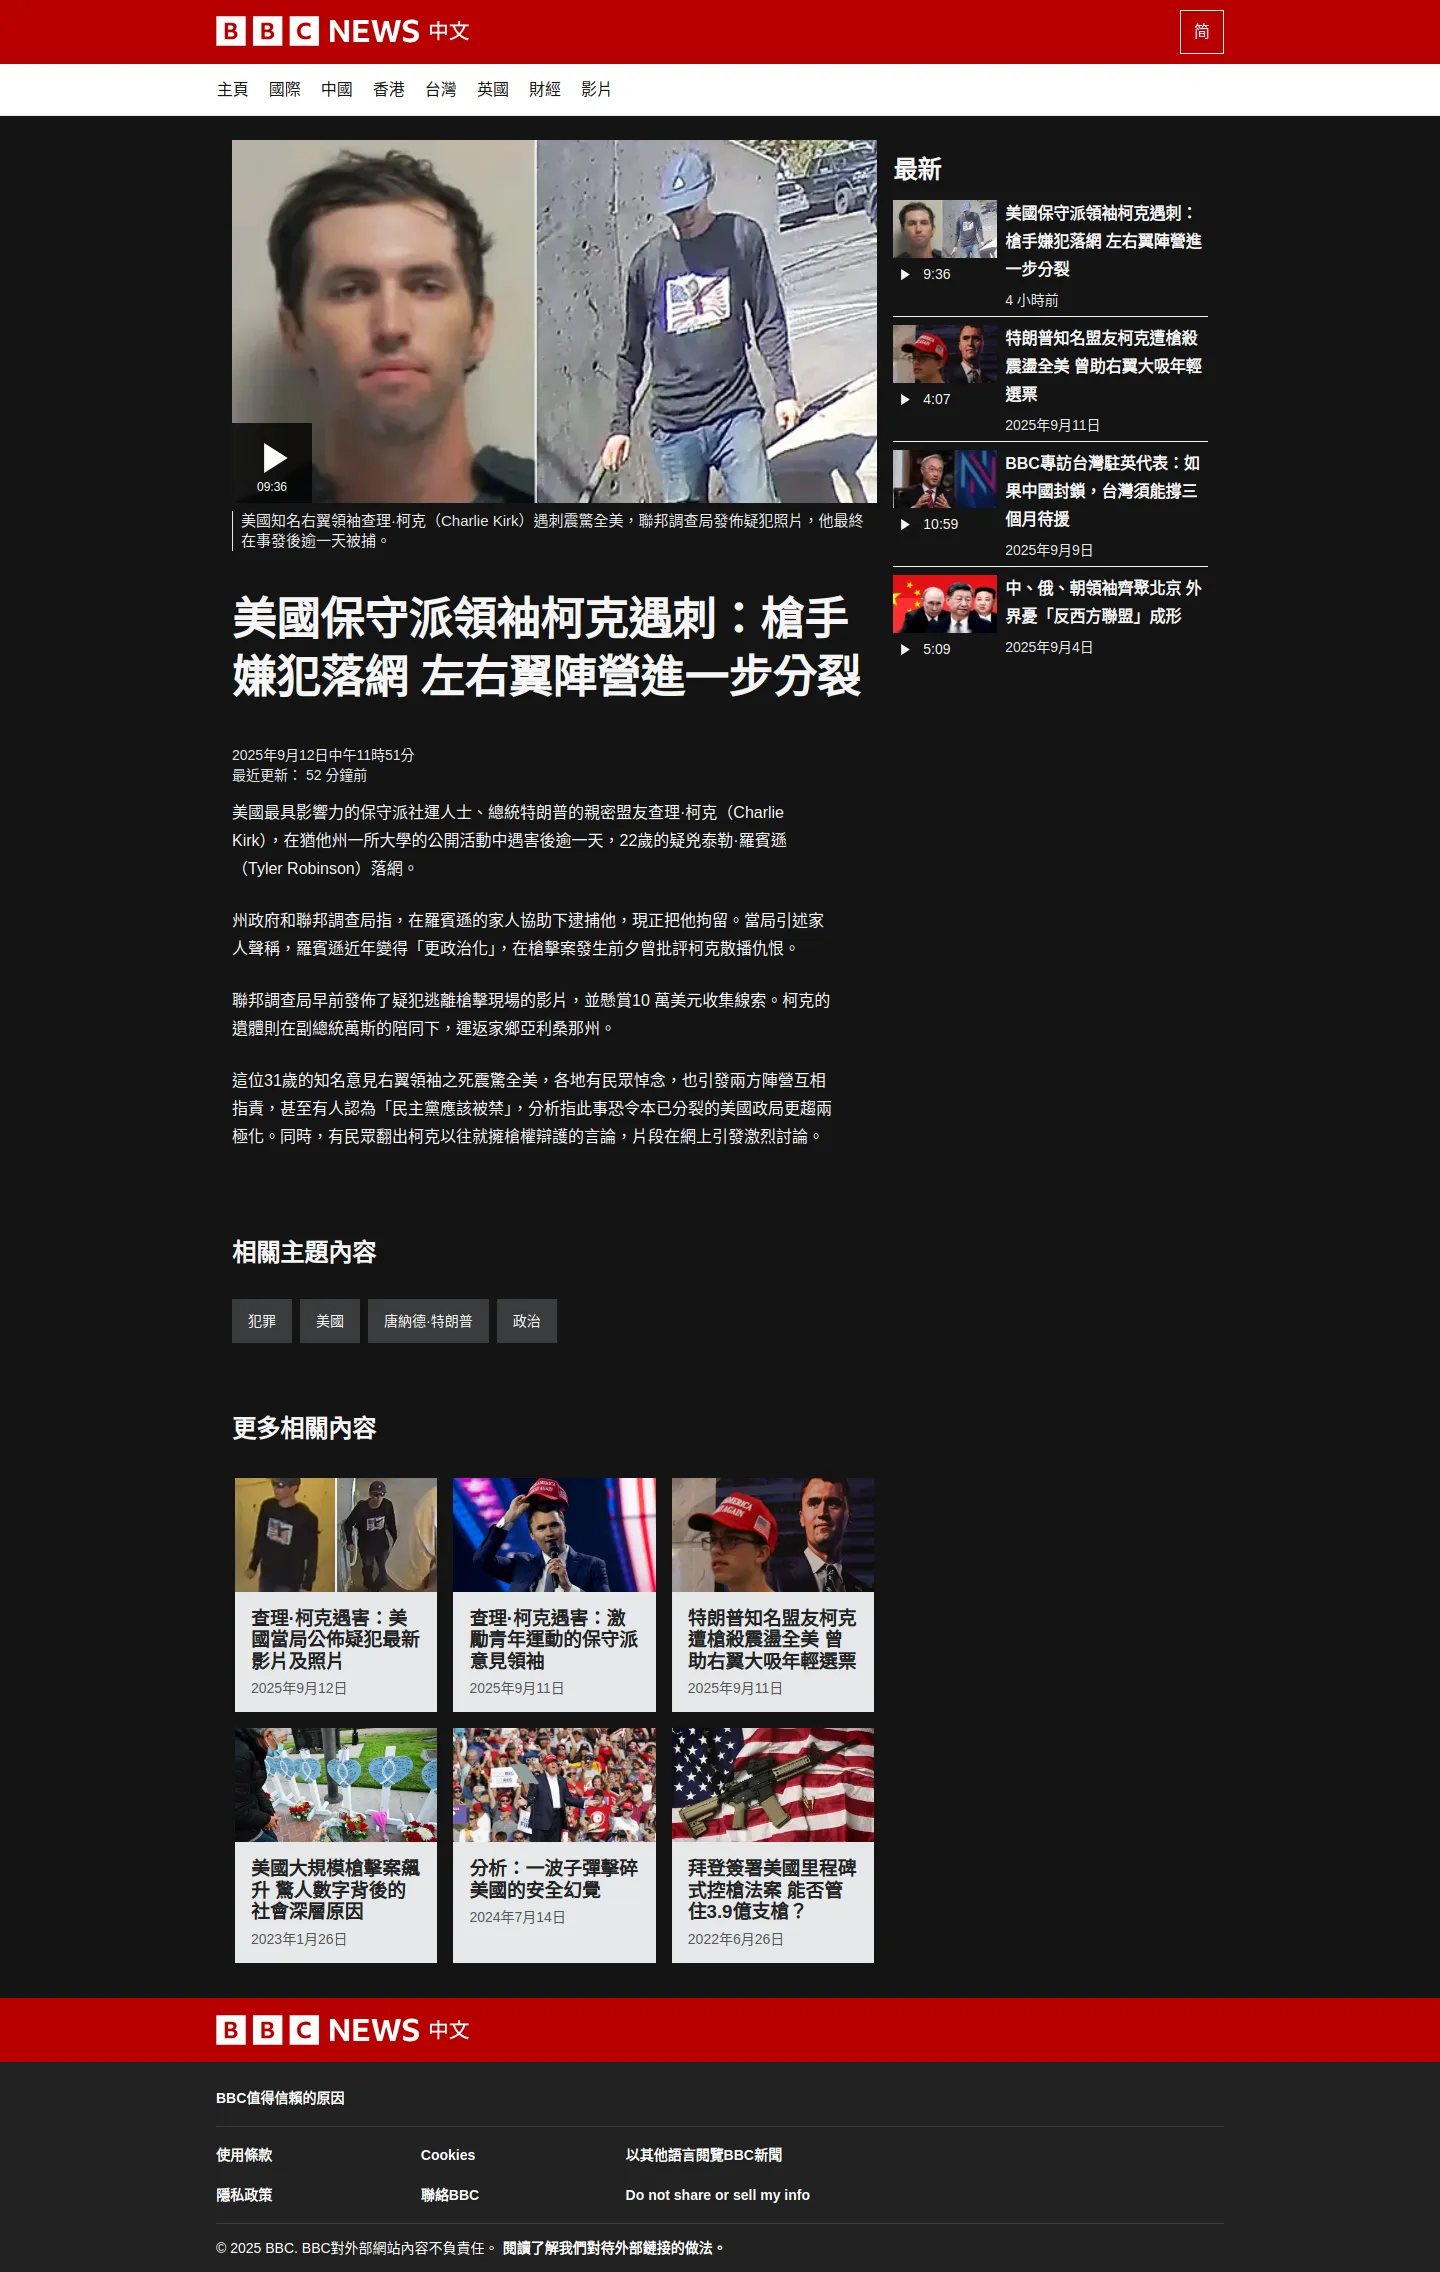 BBC NEWS 中文
简
主頁 國際 中國 香港 台灣 英國 財經 影片
09:36
美國知名右翼領袖查理·柯克（Charlie Kirk）遇刺震驚全美，聯邦調查局發佈疑犯照片，他最終
在事發後逾一天被捕。
美國保守派領袖柯克遇刺：槍手
嫌犯落網 左右翼陣營進一步分裂
2025年9月12日中午11時51分
最近更新： 52 分鐘前
美國最具影響力的保守派社運人士、總統特朗普的親密盟友查理·柯克（Charlie
Kirk），在猶他州一所大學的公開活動中遇害後逾一天，22歲的疑兇泰勒·羅賓遜
（Tyler Robinson）落網。
州政府和聯邦調查局指，在羅賓遜的家人協助下逮捕他，現正把他拘留。當局引述家
人聲稱，羅賓遜近年變得「更政治化」，在槍擊案發生前夕曾批評柯克散播仇恨。
聯邦調查局早前發佈了疑犯逃離槍擊現場的影片，並懸賞10 萬美元收集線索。柯克的
遺體則在副總統萬斯的陪同下，運返家鄉亞利桑那州。
這位31歲的知名意見右翼領袖之死震驚全美，各地有民眾悼念，也引發兩方陣營互相
指責，甚至有人認為「民主黨應該被禁」，分析指此事恐令本已分裂的美國政局更趨兩
極化。同時，有民眾翻出柯克以往就擁槍權辯護的言論，片段在網上引發激烈討論。
最新
美國保守派領袖柯克遇刺：
槍手嫌犯落網 左右翼陣營進
一步分裂
9:36
4 小時前
特朗普知名盟友柯克遭槍殺
震盪全美 曾助右翼大吸年輕
選票
4:07
2025年9月11日
BBC專訪台灣駐英代表：如
果中國封鎖，台灣須能撐三
個月待援
10:59
2025年9月9日
中、俄、朝領袖齊聚北京 外
界憂「反西方聯盟」成形
5:09
2025年9月4日
相關主題內容
犯罪 美國 唐納德·特朗普 政治
更多相關內容
查理·柯克遇害：美
國當局公佈疑犯最新
影片及照片
2025年9月12日
查理·柯克遇害：激
勵青年運動的保守派
意見領袖
2025年9月11日
特朗普知名盟友柯克
遭槍殺震盪全美 曾
助右翼大吸年輕選票
2025年9月11日
美國大規模槍擊案飆
升 驚人數字背後的
社會深層原因
2023年1月26日
分析：一波子彈擊碎
美國的安全幻覺
2024年7月14日
拜登簽署美國里程碑
式控槍法案 能否管
住3.9億支槍？
2022年6月26日
BBC NEWS 中文
BBC值得信賴的原因
使用條款 Cookies 以其他語言閱覽BBC新聞
隱私政策 聯絡BBC Do not share or sell my info
© 2025 BBC. BBC對外部網站內容不負責任。 閱讀了解我們對待外部鏈接的做法。